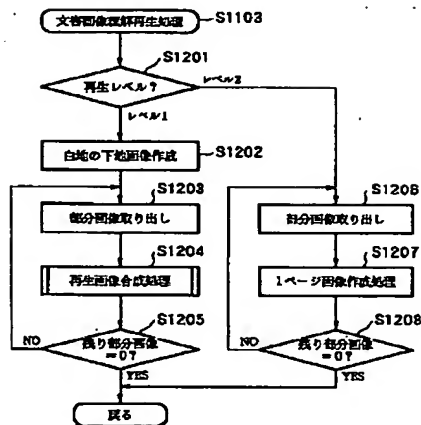 文書画像理解再生処理 S1103
S1201
再生レベル? レベル2
レベル1
白地の下地画像作成 S1202
S1203
部分画像取り出し
S1204
再生画像合成処理
S1205
NO 残り部分画像
=0?
YES
戻る
S1206
部分画像取り出し
S1207
1ページ画像作成処理
S1208
NO 残り部分画像
=0?
YES